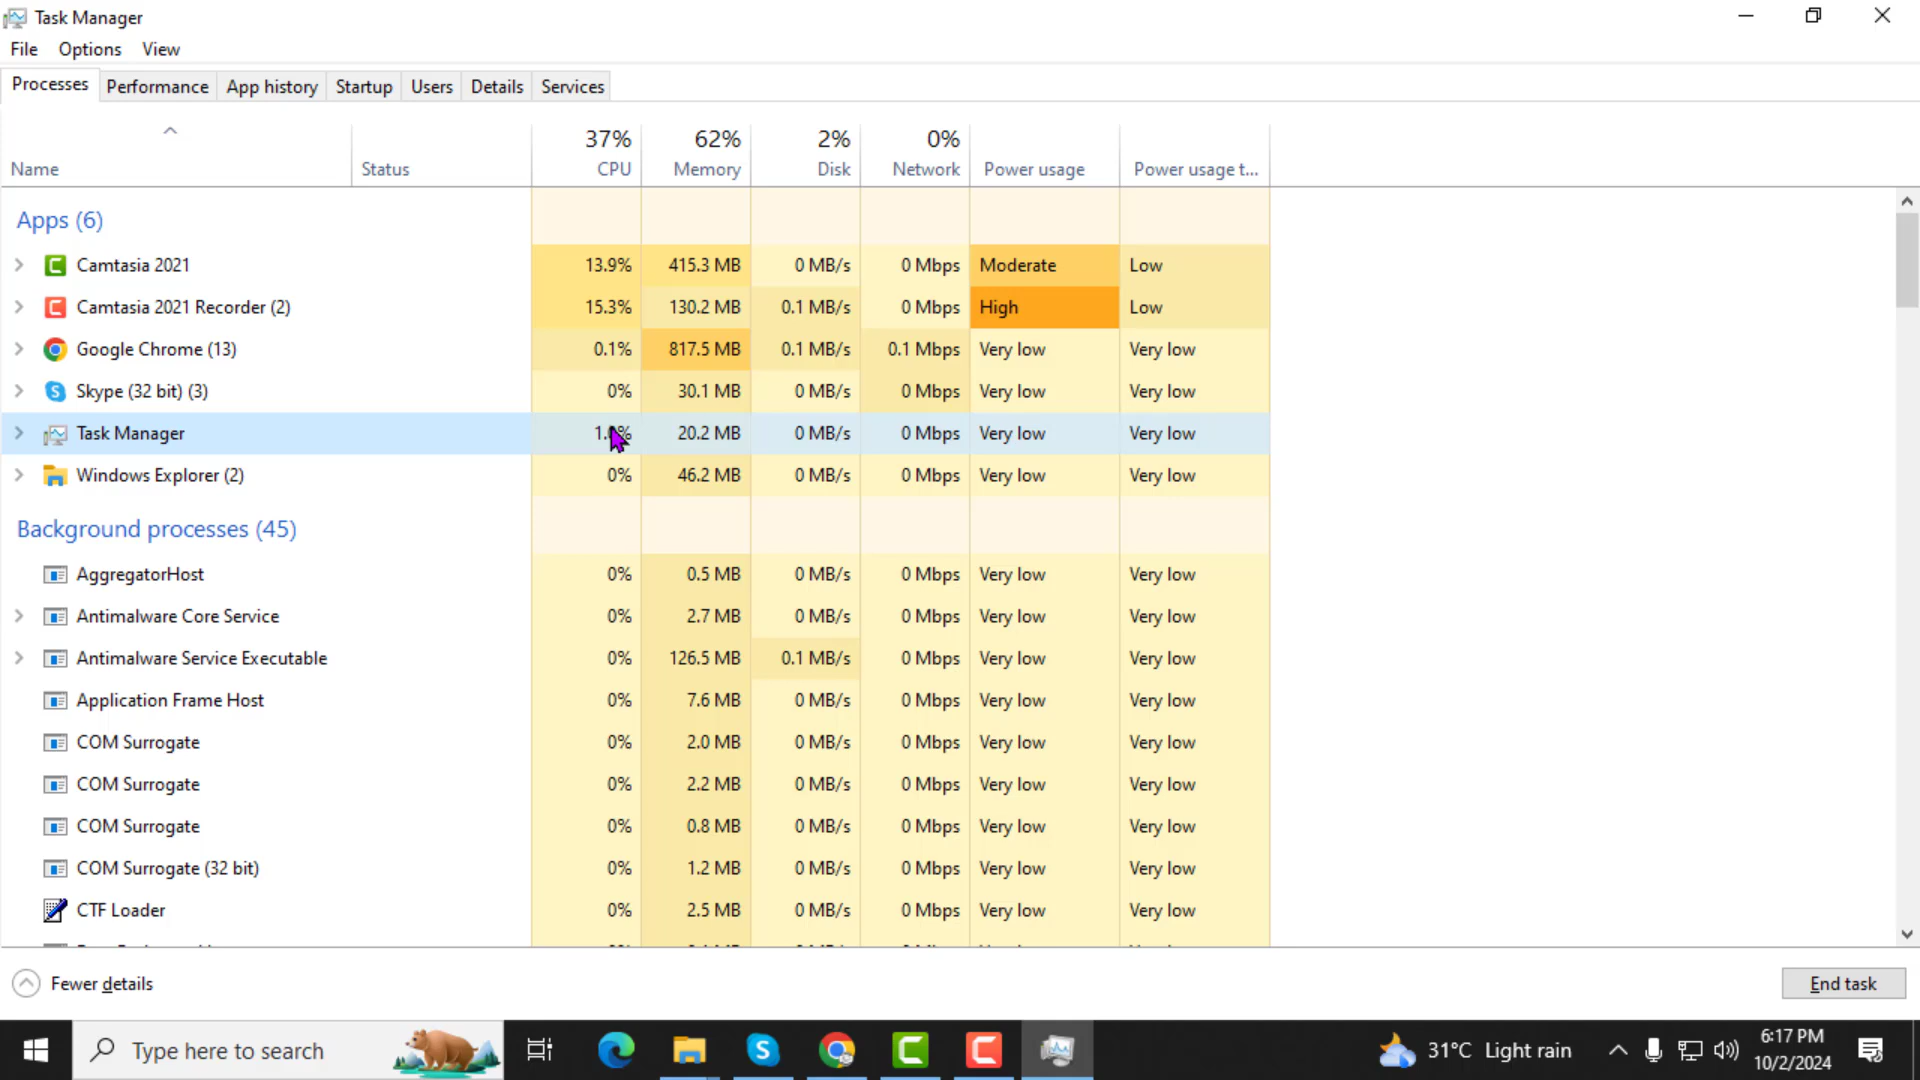 Task Manager
File Options View
Processes Performance App history Startup Users Details Services
37% 62% 2% 0%
Name Status CPU Memory Disk Network Power usage Power usage t...
Apps (6)
Camtasia 2021 13.9% 415.3 MB 0 MB/s 0 Mbps Moderate Low
Camtasia 2021 Recorder (2) 15.3% 130.2 MB 0.1 MB/s 0 Mbps High Low
Google Chrome (13) 0.1% 817.5 MB 0.1 MB/s 0.1 Mbps Very low Very low
Skype (32 bit) (3) 0% 30.1 MB 0 MB/s 0 Mbps Very low Very low
Task Manager 20.2 MB 0 MB/s 0 Mbps Very low Very low
Windows Explorer (2) 0% 46.2 MB 0 MB/s 0 Mbps Very low Very low
Background processes (45)
AggregatorHost 0% 0.5 MB 0 MB/s 0 Mbps Very low Very low
Antimalware Core Service 0% 2.7 MB 0 MB/s 0 Mbps Very low Very low
Antimalware Service Executable 0% 126.5 MB 0.1 MB/s 0 Mbps Very low Very low
Application Frame Host 0% 7.6 MB 0 MB/s 0 Mbps Very low Very low
COM Surrogate 0% 2.0 MB 0 MB/s 0 Mbps Very low Very low
COM Surrogate 0% 2.2 MB 0 MB/s 0 Mbps Very low Very low
COM Surrogate 0% 0.8 MB 0 MB/s 0 Mbps Very low Very low
COM Surrogate (32 bit) 0% 1.2 MB 0 MB/s 0 Mbps Very low Very low
CTF Loader 0% 2.5 MB 0 MB/s 0 Mbps Very low Very low
Fewer details End task
Type here to search 31°C Light rain 6:17 PM
10/2/2024